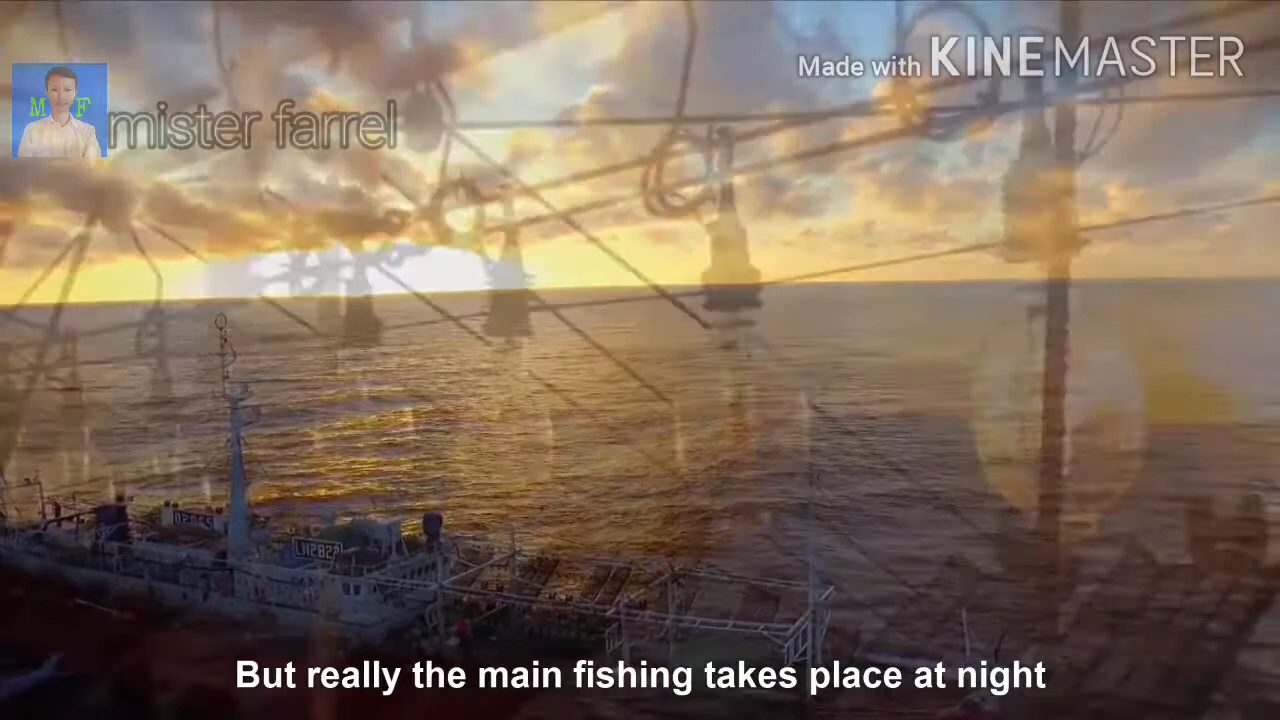 Made with KINEMASTER
M F
mister farrel
But really the main fishing takes place at night